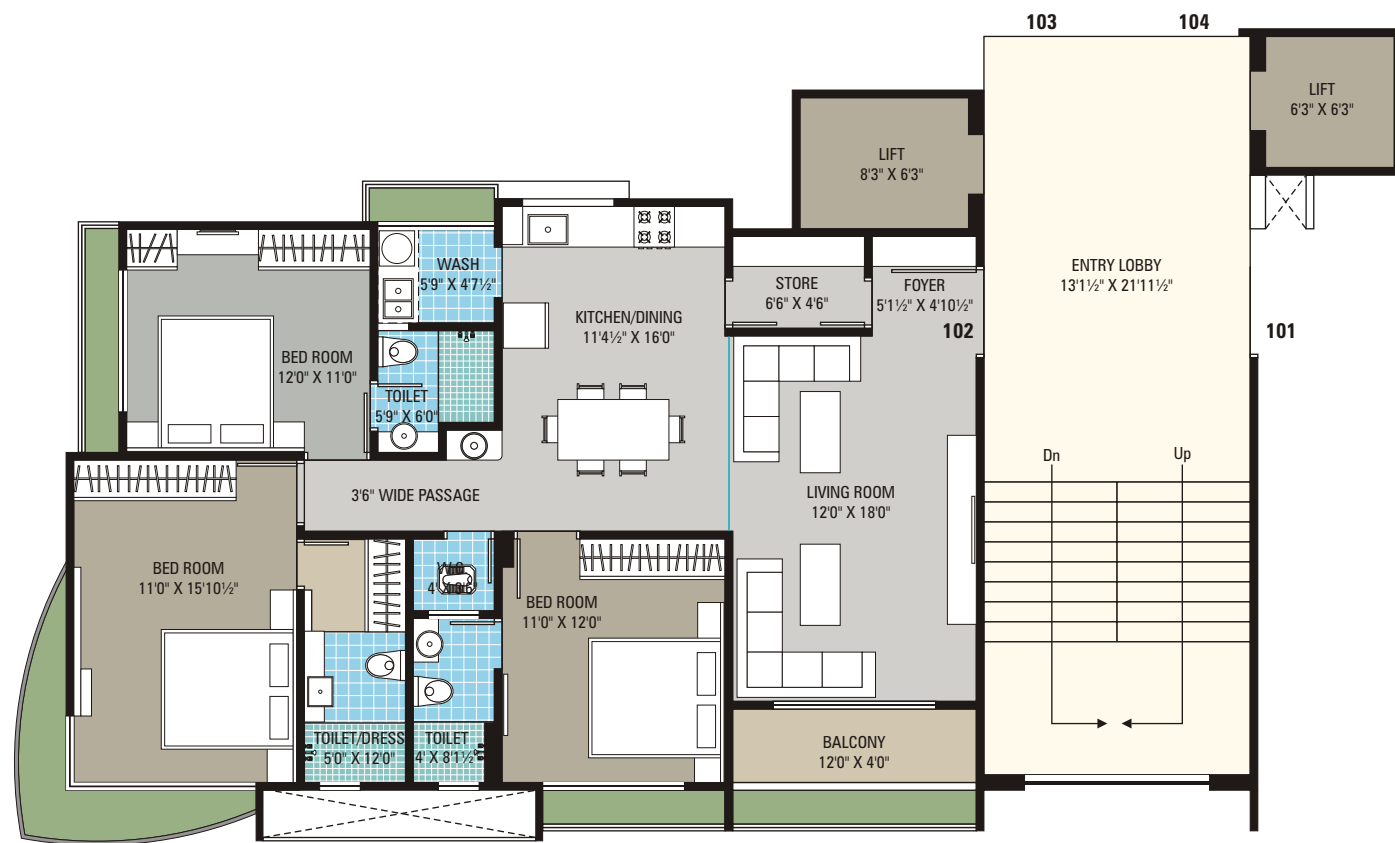 103
104
LIFT
6'3" X 6'3"
LIFT
8'3" X 6'3"
WASH
5'9" X 4'7½"
ENTRY LOBBY
13'1½" X 21'11½"
STORE
6'6" X 4'6"
FOYER
5'1½" X 4'10½"
KITCHEN/DINING
11'4½" X 16'0"
102
101
BED ROOM
12'0" X 11'0"
TOILET
5'9" X 6'0"
Dn
Up
3'6" WIDE PASSAGE
LIVING ROOM
12'0" X 18'0"
BED ROOM
11'0" X 15'10½"
BED ROOM
11'0" X 12'0"
TOILET/DRESS
5'0" X 12'0"
TOILET
4' X 8'1½"
BALCONY
12'0" X 4'0"